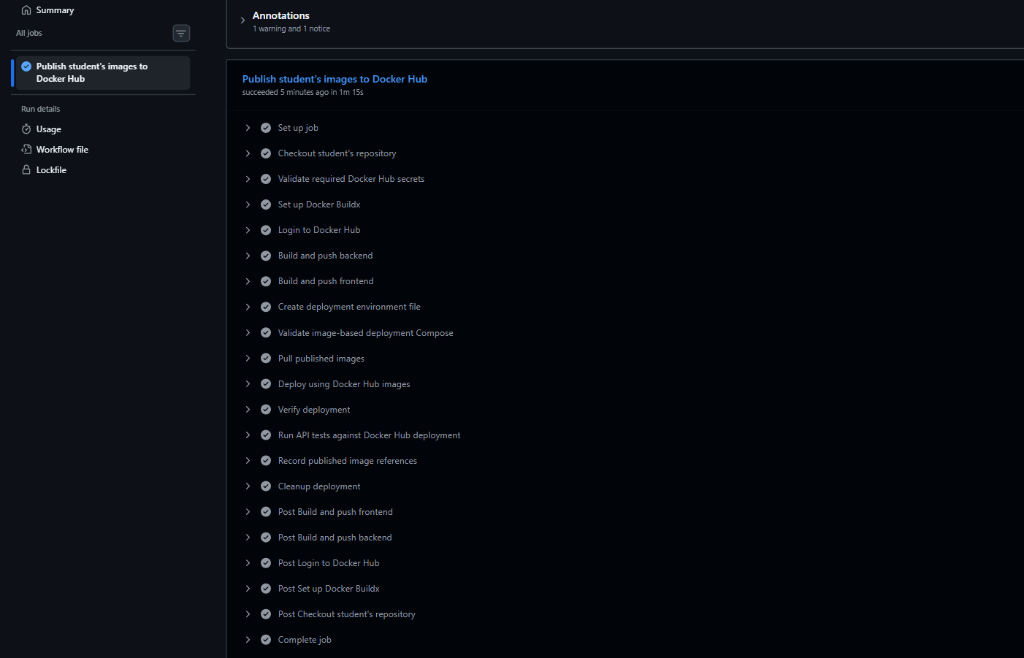 Summary
All jobs
Publish student's images to
Docker Hub
Run details
Usage
Workflow file
Lockfile
Annotations
1 warning and 1 notice
Publish student's images to Docker Hub
succeeded 5 minutes ago in 1m 15s
Set up job
Checkout student's repository
Validate required Docker Hub secrets
Set up Docker Buildx
Login to Docker Hub
Build and push backend
Build and push frontend
Create deployment environment file
Validate image-based deployment Compose
Pull published images
Deploy using Docker Hub images
Verify deployment
Run API tests against Docker Hub deployment
Record published image references
Cleanup deployment
Post Build and push frontend
Post Build and push backend
Post Login to Docker Hub
Post Set up Docker Buildx
Post Checkout student's repository
Complete job